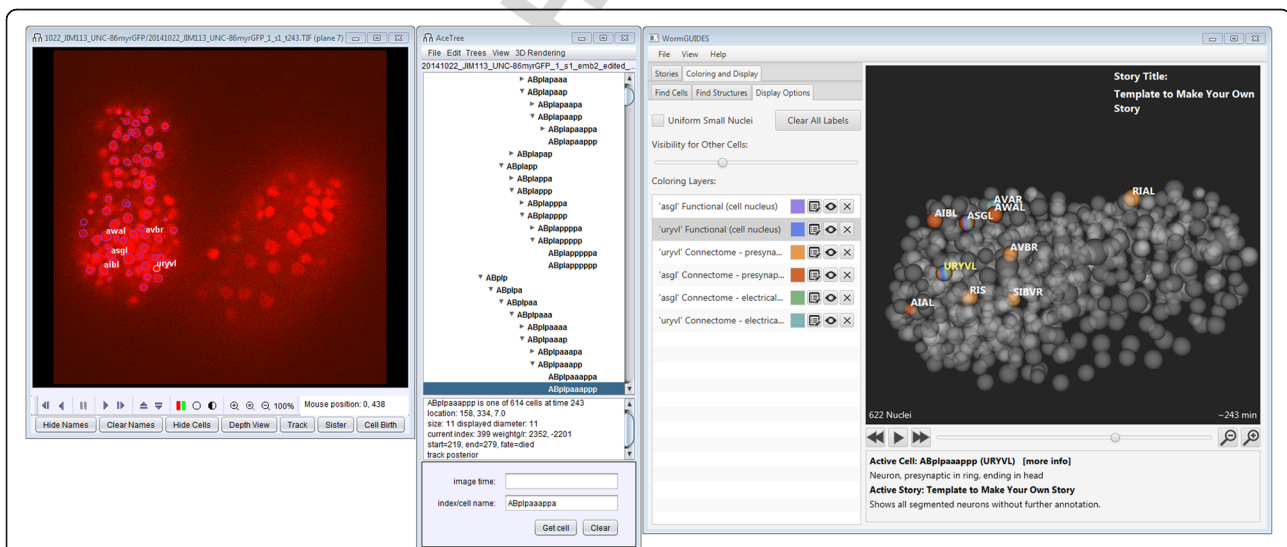 1022_JIM113_UNC-86myrGFP/20141022_JIM113_UNC-86myrGFP_1_s1_t243.TIF (plane 7)
awal
avbr
asgl
aibl
uryvl
100%
Mouse position: 0, 438
Hide Names
Clear Names
Hide Cells
Depth View
Track
Sister
Cell Birth
AceTree
File Edit Trees View 3D Rendering
20141022_JIM113_UNC-86myrGFP_1_s1_emb2_edited_...
ABplapaaa
ABplapaap
ABplapaapa
ABplapaapp
ABplapaappa
ABplapaappp
ABplapap
ABplapp
ABplappa
ABplappp
ABplapppa
ABplapppp
ABplappppa
ABplappppp
ABplapppppa
ABplapppppp
ABplp
ABplpa
ABplpaa
ABplpaaa
ABplpaaaa
ABplpaaap
ABplpaaapa
ABplpaaapp
ABplpaaappa
ABplpaaappp
ABplpaaappp is one of 614 cells at time 243
location: 158, 334, 7.0
size: 11 displayed diameter: 11
current index: 399 weightg/r: 2352, -2201
start=219, end=279, fate=died
track posterior
image time:
index/cell name: ABplpaaappa
Get cell
Clear
WormGUIDES
File View Help
Stories
Coloring and Display
Find Cells
Find Structures
Display Options
Uniform Small Nuclei
Clear All Labels
Visibility for Other Cells:
Coloring Layers:
'asgl' Functional (cell nucleus)
'uryvl' Functional (cell nucleus)
'uryvl' Connectome - presyna...
'asgl' Connectome - presynap...
'asgl' Connectome - electrical...
'uryvl' Connectome - electrica...
Story Title:
Template to Make Your Own
Story
RIAL
AVAR
AWAL
AIBL
ASGL
AVBR
URYVL
RIS
SIBVR
AIAL
622 Nuclei
~243 min
Active Cell: ABplpaaappp (URYVL) [more info]
Neuron, presynaptic in ring, ending in head
Active Story: Template to Make Your Own Story
Shows all segmented neurons without further annotation.